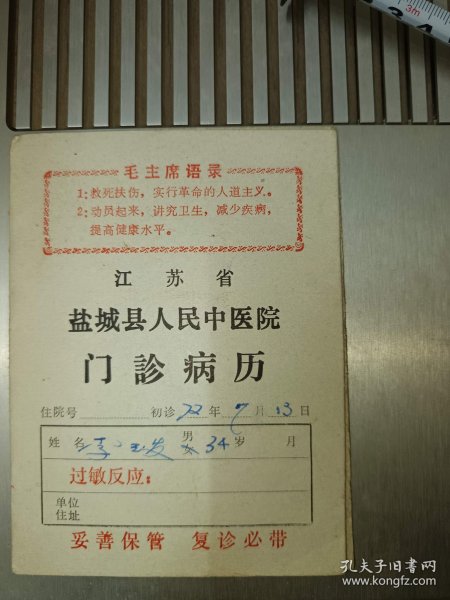 3m
毛主席语录
1:救死扶伤，实行革命的人道主义。
2:动员起来，讲究卫生，减少疾病，
提高健康水平。
江苏省
盐城县人民中医院
门診病历
住院号 初诊 72 年 7 月 13 日
姓名 李 发 男 女 34 岁 月
过敏反应:
单位
住址
妥善保管 复诊必带
孔夫子旧书网
www.kongfz.com